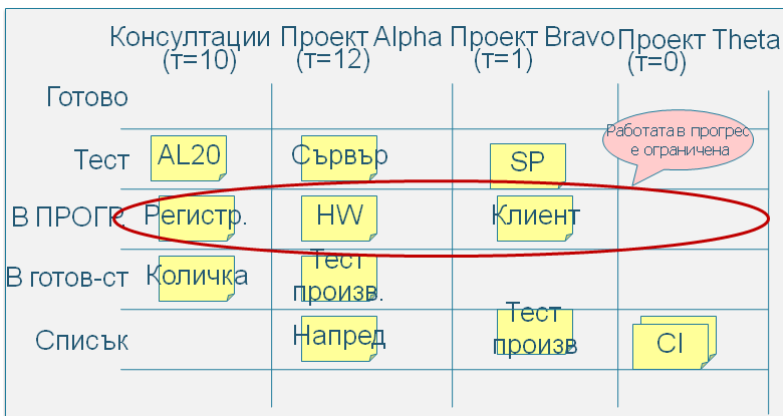 Консултации Проект Alpha Проект Bravo Проект Theta
(т=10) (т=12) (т=1) (т=0)
Готово
Работата в прогрес
е ограничена
Тест AL20 Сървър SP
В ПРОГР. Регистр. HW Клиент
В готов-ст Количка Тест
произв.
Списък Напред Тест
произв CI